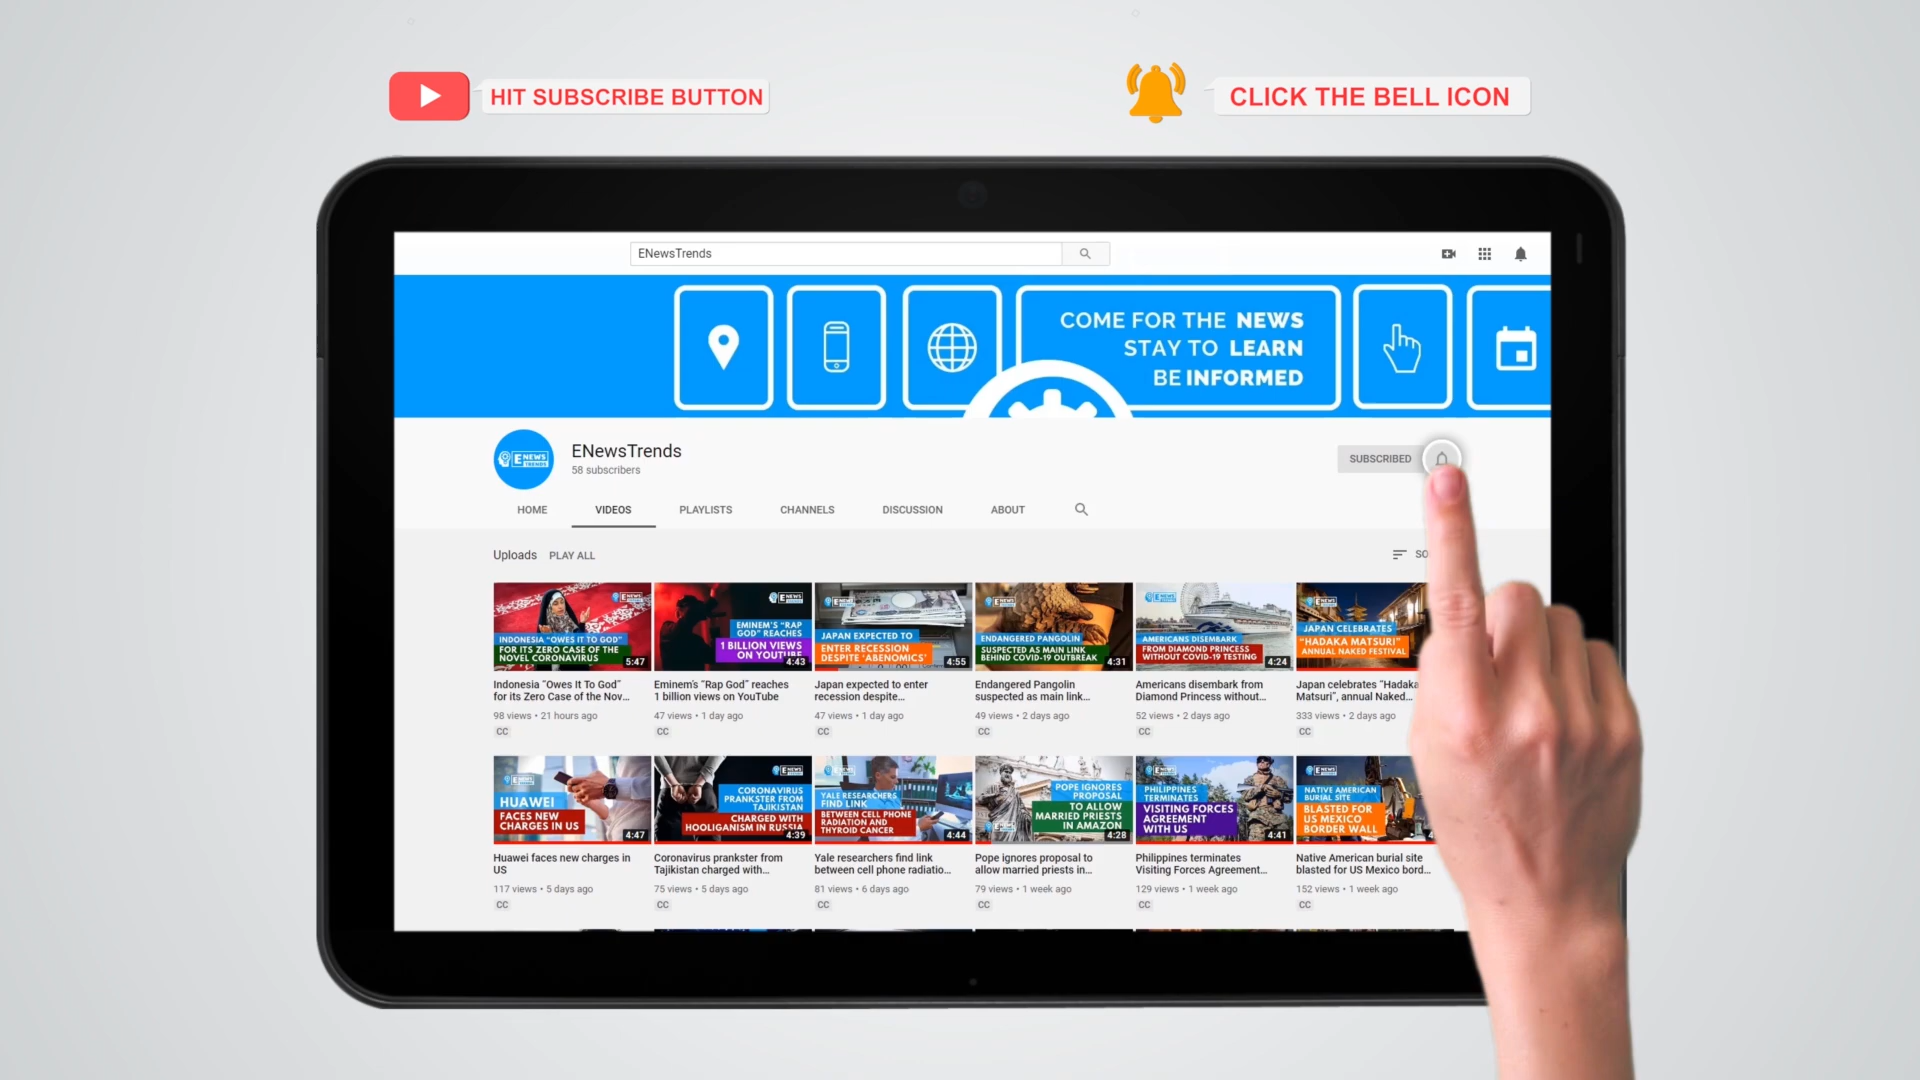 HIT SUBSCRIBE BUTTON
CLICK THE BELL ICON
ENewsTrends
COME FOR THE NEWS
STAY TO LEARN
BE INFORMED
E NEWS
TRENDS
ENewsTrends
58 subscribers
SUBSCRIBED
HOME VIDEOS PLAYLISTS CHANNELS DISCUSSION ABOUT
Uploads PLAY ALL
SO
INDONESIA "OWES IT TO GOD"
FOR ITS ZERO CASE OF THE
NOVEL CORONAVIRUS
5:47
EMINEM'S "RAP
GOD" REACHES
1 BILLION VIEWS
ON YOUTUBE
4:43
JAPAN EXPECTED TO
ENTER RECESSION
DESPITE 'ABENOMICS'
4:55
ENDANGERED PANGOLIN
SUSPECTED AS MAIN LINK
BEHIND COVID-19 OUTBREAK
4:31
AMERICANS DISEMBARK
FROM DIAMOND PRINCESS
WITHOUT COVID-19 TESTING
4:24
JAPAN CELEBRATES
"HADAKA MATSURI"
ANNUAL NAKED FESTIVAL
Indonesia "Owes It To God"
for its Zero Case of the Nov...
98 views • 21 hours ago
CC
Eminem's "Rap God" reaches
1 billion views on YouTube
47 views • 1 day ago
CC
Japan expected to enter
recession despite...
47 views • 1 day ago
CC
Endangered Pangolin
suspected as main link...
49 views • 2 days ago
CC
Americans disembark from
Diamond Princess without...
52 views • 2 days ago
CC
Japan celebrates "Hadaka
Matsuri", annual Naked...
333 views • 2 days ago
CC
HUAWEI
FACES NEW
CHARGES IN US
4:47
CORONAVIRUS
PRANKSTER FROM
TAJIKISTAN
CHARGED WITH
HOOLIGANISM IN RUSSIA
4:39
YALE RESEARCHERS
FIND LINK
BETWEEN CELL PHONE
RADIATION AND
THYROID CANCER
4:44
POPE IGNORES
PROPOSAL
TO ALLOW
MARRIED PRIESTS
IN AMAZON
4:28
PHILIPPINES
TERMINATES
VISITING FORCES
AGREEMENT
WITH US
4:41
NATIVE AMERICAN
BURIAL SITE
BLASTED FOR
US MEXICO
BORDER WALL
4
Huawei faces new charges in
US
117 views • 5 days ago
CC
Coronavirus prankster from
Tajikistan charged with...
75 views • 5 days ago
CC
Yale researchers find link
between cell phone radiatio...
81 views • 6 days ago
CC
Pope ignores proposal to
allow married priests in...
79 views • 1 week ago
CC
Philippines terminates
Visiting Forces Agreement...
129 views • 1 week ago
CC
Native American burial site
blasted for US Mexico bord...
152 views • 1 week ago
CC